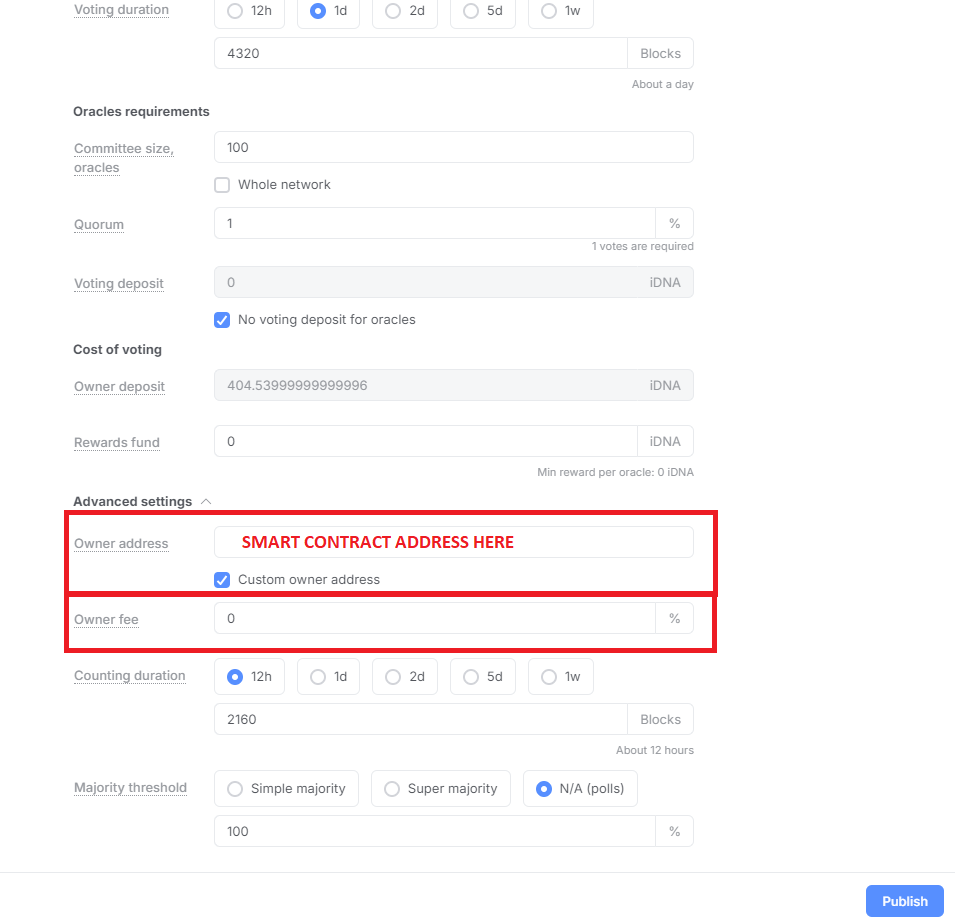 Voting duration
12h 1d 2d 5d 1w
4320 Blocks
About a day
Oracles requirements
Committee size,
oracles
100
Whole network
Quorum
1 %
1 votes are required
Voting deposit
0 iDNA
No voting deposit for oracles
Cost of voting
Owner deposit
404.53999999999996 iDNA
Rewards fund
0 iDNA
Min reward per oracle: 0 iDNA
Advanced settings
Owner address
SMART CONTRACT ADDRESS HERE
Custom owner address
Owner fee
0 %
Counting duration
12h 1d 2d 5d 1w
2160 Blocks
About 12 hours
Majority threshold
Simple majority Super majority N/A (polls)
100 %
Publish